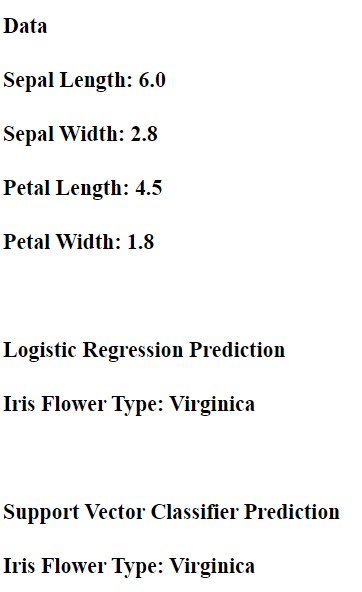 Data
Sepal Length: 6.0
Sepal Width: 2.8
Petal Length: 4.5
Petal Width: 1.8
Logistic Regression Prediction
Iris Flower Type: Virginica
Support Vector Classifier Prediction
Iris Flower Type: Virginica